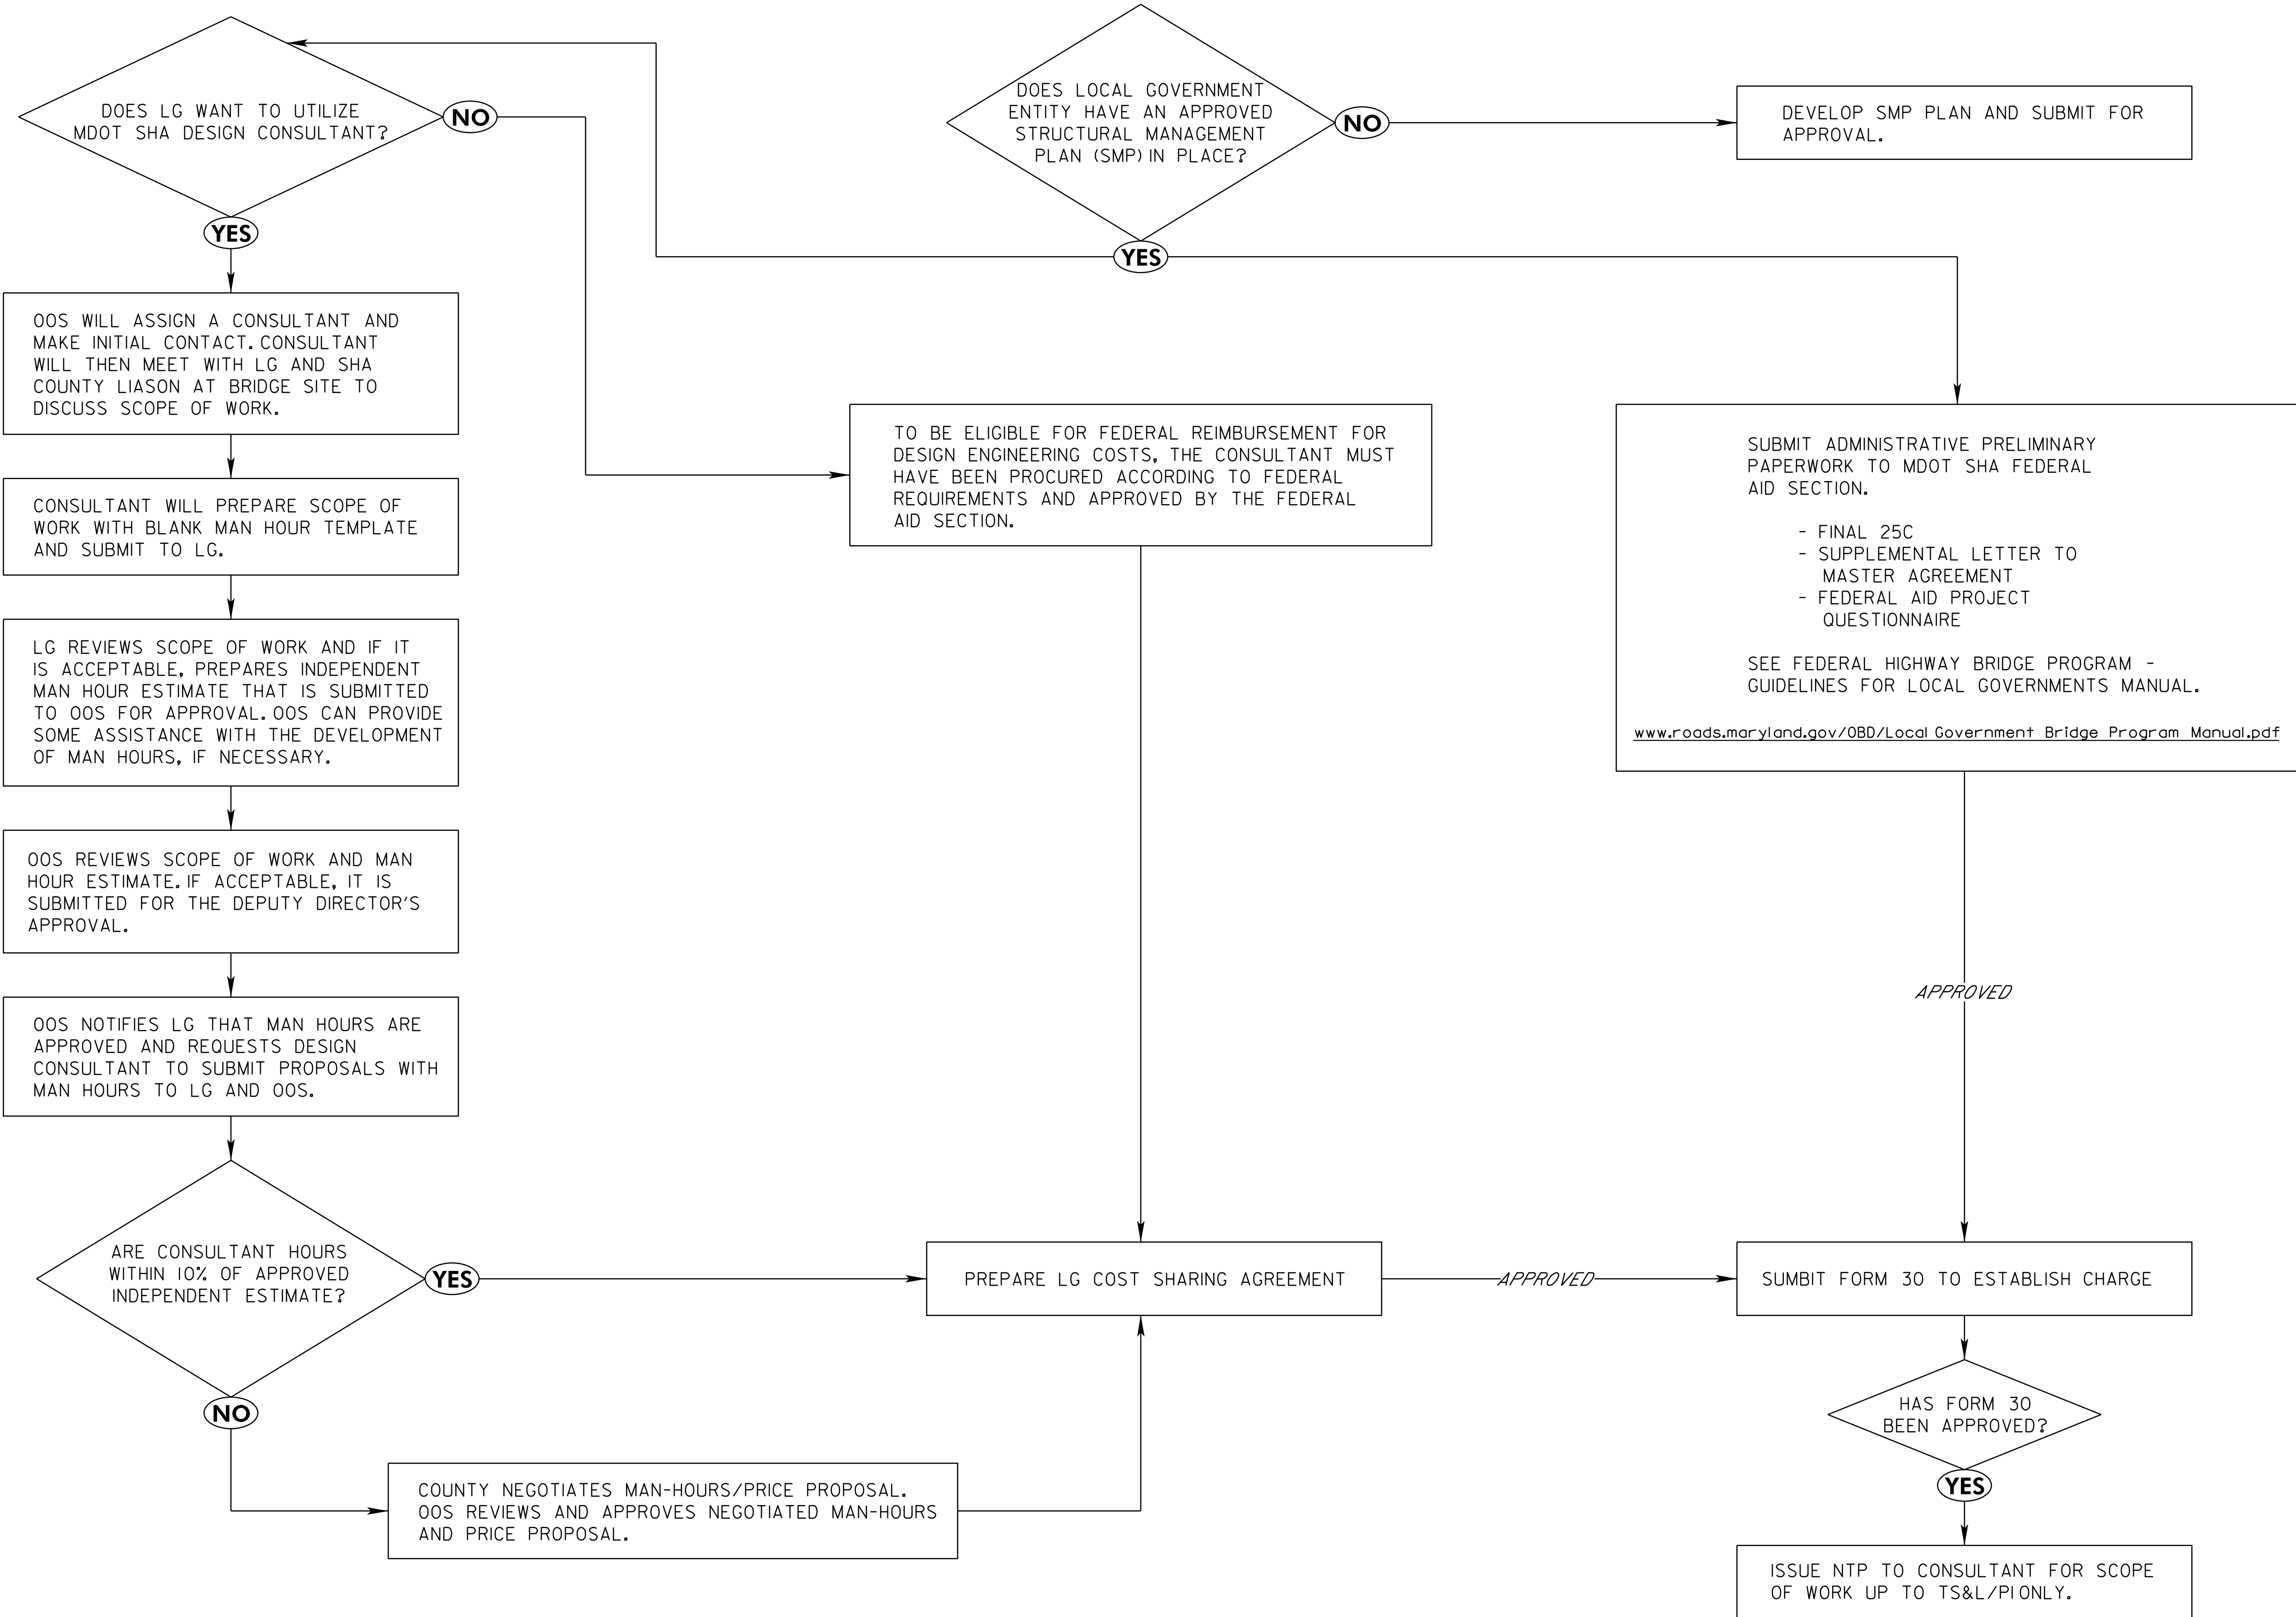 DOES LG WANT TO UTILIZE
MDOT SHA DESIGN CONSULTANT?
NO
YES
DOES LOCAL GOVERNMENT
ENTITY HAVE AN APPROVED
STRUCTURAL MANAGEMENT
PLAN (SMP) IN PLACE?
NO
YES
DEVELOP SMP PLAN AND SUBMIT FOR
APPROVAL.
OOS WILL ASSIGN A CONSULTANT AND
MAKE INITIAL CONTACT. CONSULTANT
WILL THEN MEET WITH LG AND SHA
COUNTY LIASON AT BRIDGE SITE TO
DISCUSS SCOPE OF WORK.
CONSULTANT WILL PREPARE SCOPE OF
WORK WITH BLANK MAN HOUR TEMPLATE
AND SUBMIT TO LG.
LG REVIEWS SCOPE OF WORK AND IF IT
IS ACCEPTABLE, PREPARES INDEPENDENT
MAN HOUR ESTIMATE THAT IS SUBMITTED
TO OOS FOR APPROVAL. OOS CAN PROVIDE
SOME ASSISTANCE WITH THE DEVELOPMENT
OF MAN HOURS, IF NECESSARY.
OOS REVIEWS SCOPE OF WORK AND MAN
HOUR ESTIMATE. IF ACCEPTABLE, IT IS
SUBMITTED FOR THE DEPUTY DIRECTOR'S
APPROVAL.
OOS NOTIFIES LG THAT MAN HOURS ARE
APPROVED AND REQUESTS DESIGN
CONSULTANT TO SUBMIT PROPOSALS WITH
MAN HOURS TO LG AND OOS.
ARE CONSULTANT HOURS
WITHIN 10% OF APPROVED
INDEPENDENT ESTIMATE?
YES
NO
COUNTY NEGOTIATES MAN-HOURS/PRICE PROPOSAL.
OOS REVIEWS AND APPROVES NEGOTIATED MAN-HOURS
AND PRICE PROPOSAL.
TO BE ELIGIBLE FOR FEDERAL REIMBURSEMENT FOR
DESIGN ENGINEERING COSTS, THE CONSULTANT MUST
HAVE BEEN PROCURED ACCORDING TO FEDERAL
REQUIREMENTS AND APPROVED BY THE FEDERAL
AID SECTION.
PREPARE LG COST SHARING AGREEMENT
APPROVED
SUBMIT ADMINISTRATIVE PRELIMINARY
PAPERWORK TO MDOT SHA FEDERAL
AID SECTION.
- FINAL 25C
- SUPPLEMENTAL LETTER TO
MASTER AGREEMENT
- FEDERAL AID PROJECT
QUESTIONNAIRE
SEE FEDERAL HIGHWAY BRIDGE PROGRAM -
GUIDELINES FOR LOCAL GOVERNMENTS MANUAL.
www.roads.maryland.gov/OBD/Local Government Bridge Program Manual.pdf
APPROVED
SUMBIT FORM 30 TO ESTABLISH CHARGE
HAS FORM 30
BEEN APPROVED?
YES
ISSUE NTP TO CONSULTANT FOR SCOPE
OF WORK UP TO TS&L/PI ONLY.